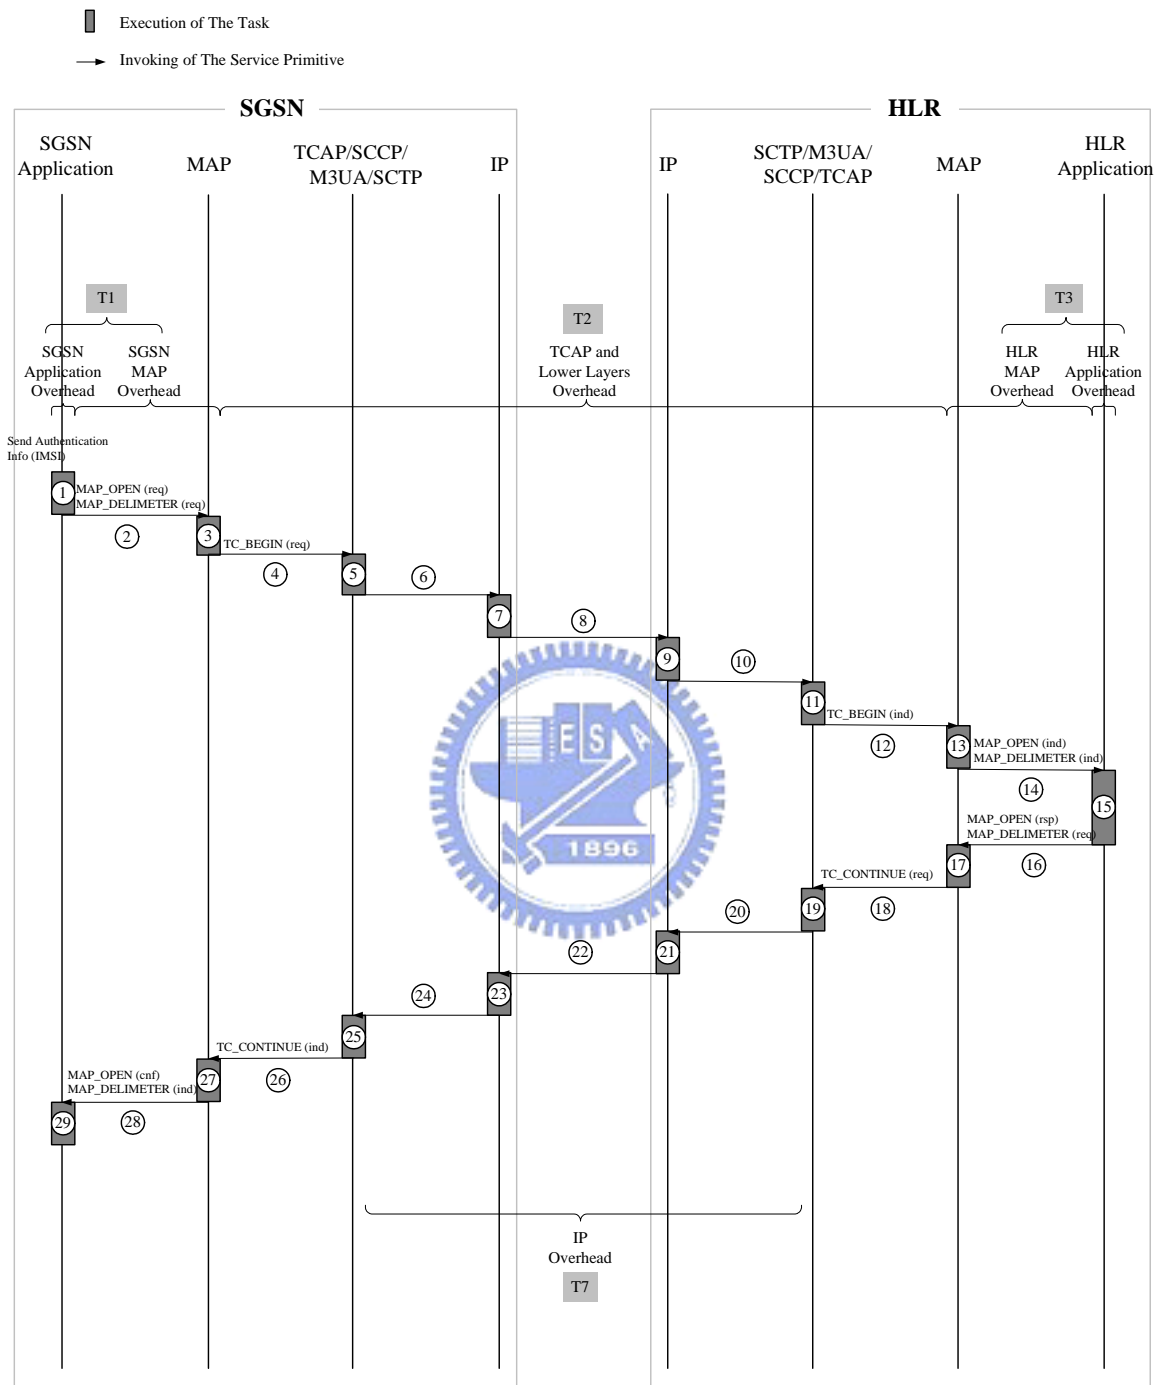 Execution of The Task
Invoking of The Service Primitive
SGSN
HLR
SGSN
Application
MAP
TCAP/SCCP/
M3UA/SCTP
IP
IP
SCTP/M3UA/
SCCP/TCAP
MAP
HLR
Application
T1
T2
T3
SGSN
Application
Overhead
SGSN
MAP
Overhead
TCAP and
Lower Layers
Overhead
HLR
MAP
Overhead
HLR
Application
Overhead
Send Authentication
Info (IMSI)
1
MAP_OPEN (req)
MAP_DELIMETER (req)
2
3
TC_BEGIN (req)
4
5
6
7
8
9
10
11
TC_BEGIN (ind)
12
13
MAP_OPEN (ind)
MAP_DELIMETER (ind)
14
15
MAP_OPEN (rsp)
MAP_DELIMETER (req)
16
17
TC_CONTINUE (req)
18
19
20
21
22
23
24
25
TC_CONTINUE (ind)
26
27
MAP_OPEN (cnf)
MAP_DELIMETER (ind)
28
29
E S A
1896
IP
Overhead
T7